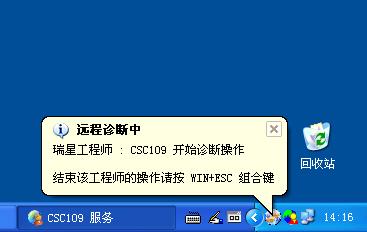 远程诊断中
瑞星工程师 : CSC109 开始诊断操作
结束该工程师的操作请按 WIN+ESC 组合键
回收站
CSC109 服务
14:16